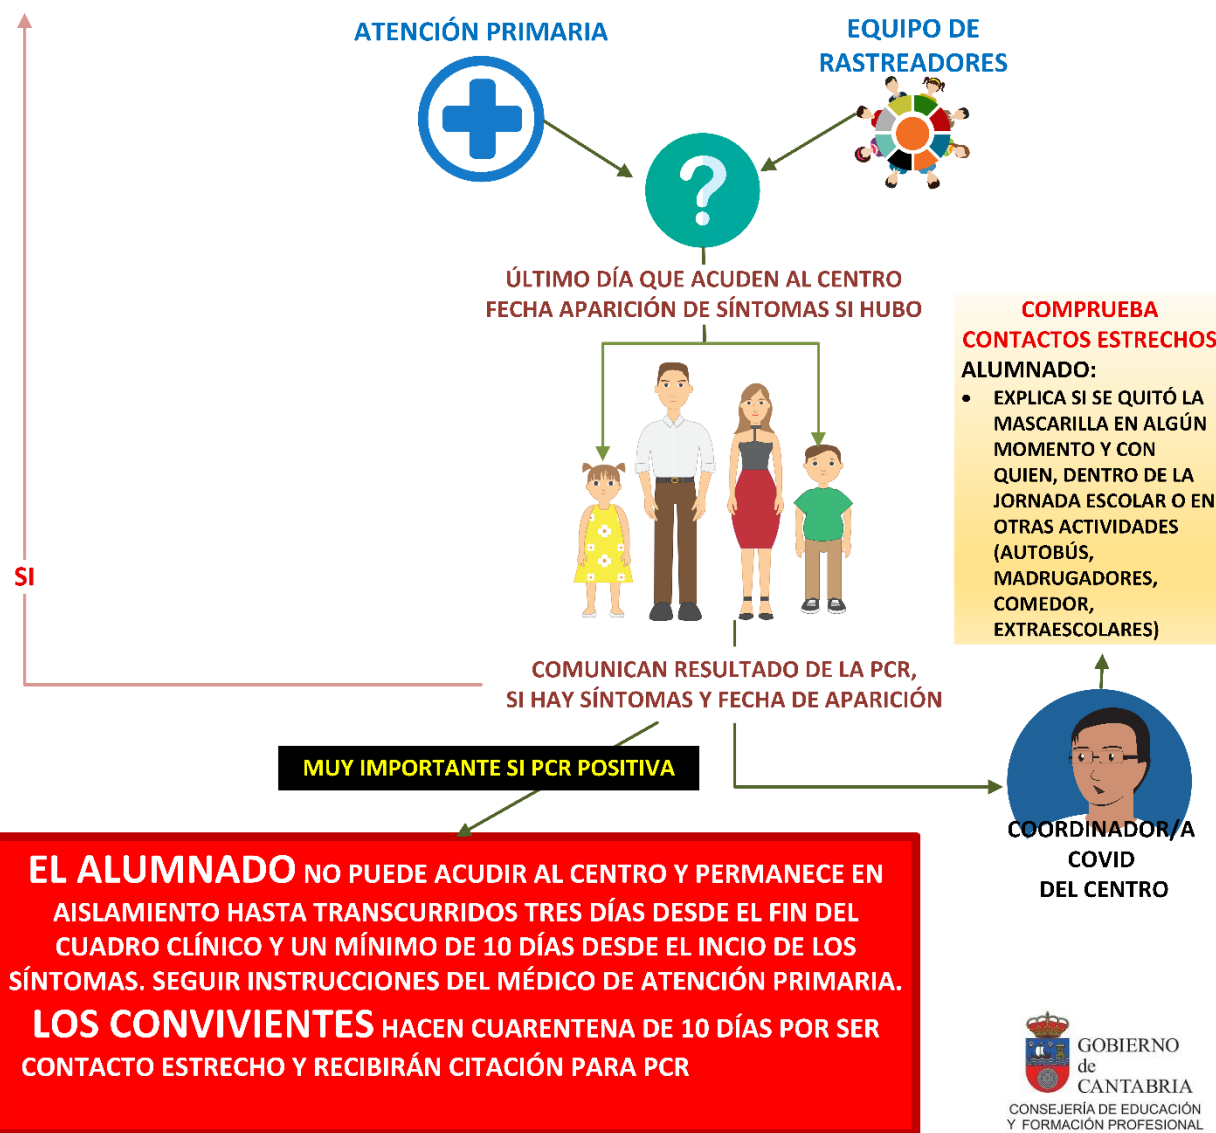 ATENCIÓN PRIMARIA
EQUIPO DE
RASTREADORES
ÚLTIMO DÍA QUE ACUDEN AL CENTRO
FECHA APARICIÓN DE SÍNTOMAS SI HUBO
COMPRUEBA
CONTACTOS ESTRECHOS
ALUMNADO:
• EXPLICA SI SE QUITÓ LA
MASCARILLA EN ALGÚN
MOMENTO Y CON
QUIEN, DENTRO DE LA
JORNADA ESCOLAR O EN
OTRAS ACTIVIDADES
(AUTOBÚS,
MADRUGADORES,
COMEDOR,
EXTRAESCOLARES)
SI
COMUNICAN RESULTADO DE LA PCR,
SI HAY SÍNTOMAS Y FECHA DE APARICIÓN
MUY IMPORTANTE SI PCR POSITIVA
COORDINADOR/A
COVID
DEL CENTRO
EL ALUMNADO NO PUEDE ACUDIR AL CENTRO Y PERMANECE EN
AISLAMIENTO HASTA TRANSCURRIDOS TRES DÍAS DESDE EL FIN DEL
CUADRO CLÍNICO Y UN MÍNIMO DE 10 DÍAS DESDE EL INCIO DE LOS
SÍNTOMAS. SEGUIR INSTRUCCIONES DEL MÉDICO DE ATENCIÓN PRIMARIA.
LOS CONVIVIENTES HACEN CUARENTENA DE 10 DÍAS POR SER
CONTACTO ESTRECHO Y RECIBIRÁN CITACIÓN PARA PCR
GOBIERNO
de
CANTABRIA
CONSEJERÍA DE EDUCACIÓN
Y FORMACIÓN PROFESIONAL